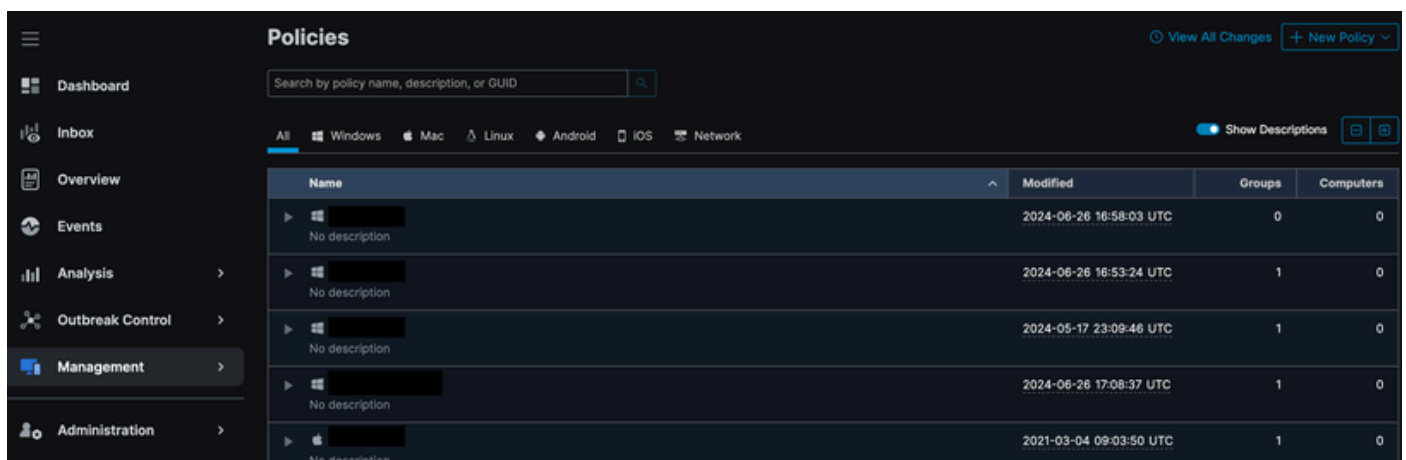 Policies
View All Changes
+ New Policy
Dashboard
Search by policy name, description, or GUID
Inbox
All Windows Mac Linux Android iOS Network
Show Descriptions
Overview
Name Modified Groups Computers
Events
2024-06-26 16:58:03 UTC 0 0
No description
Analysis
2024-06-26 16:53:24 UTC 1 0
No description
Outbreak Control
2024-05-17 23:09:46 UTC 1 0
No description
Management
2024-06-26 17:08:37 UTC 1 0
No description
Administration
2021-03-04 09:03:50 UTC 1 0
No description